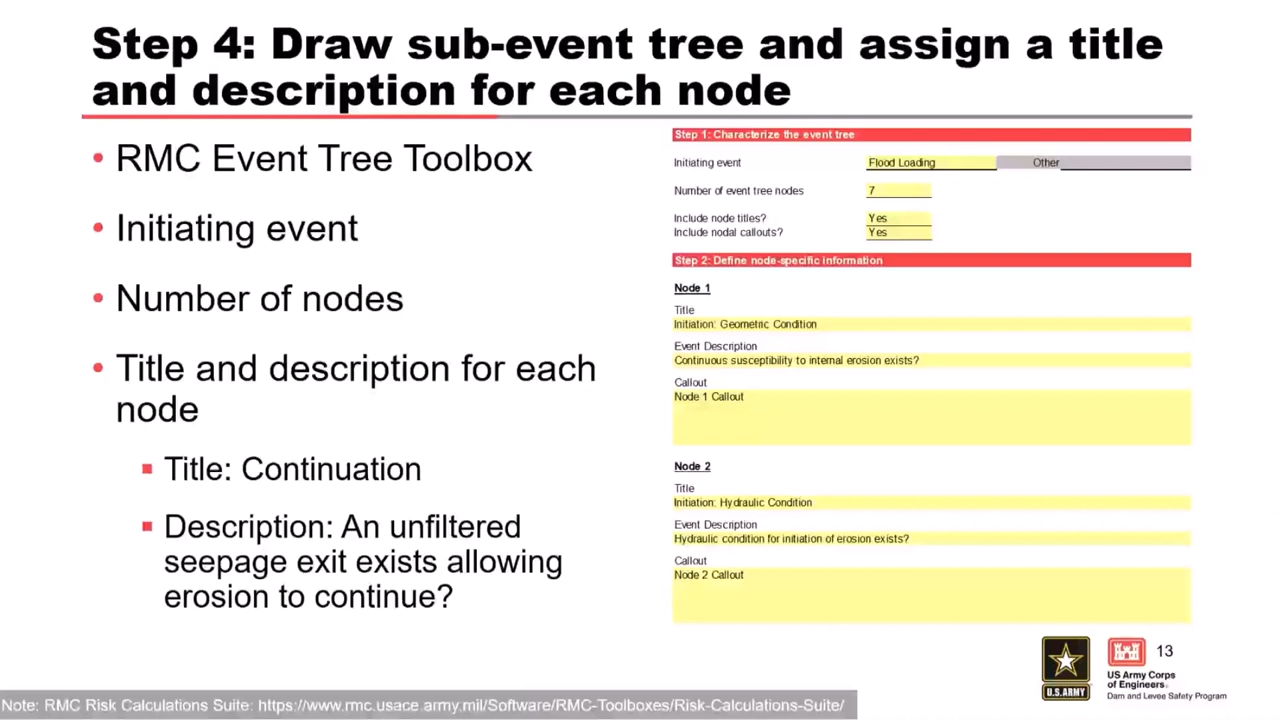 Step 4: Draw sub-event tree and assign a title
and description for each node
• RMC Event Tree Toolbox
• Initiating event
• Number of nodes
• Title and description for each
node
▪ Title: Continuation
▪ Description: An unfiltered
seepage exit exists allowing
erosion to continue?
Step 1: Characterize the event tree
Initiating event Flood Loading Other
Number of event tree nodes 7
Include node titles? Yes
Include nodal callouts? Yes
Step 2: Define node-specific information
Node 1
Title
Initiation: Geometric Condition
Event Description
Continuous susceptibility to internal erosion exists?
Callout
Node 1 Callout
Node 2
Title
Initiation: Hydraulic Condition
Event Description
Hydraulic condition for initiation of erosion exists?
Callout
Node 2 Callout
U.S.ARMY
US Army Corps
of Engineers®
Dam and Levee Safety Program
13
Note: RMC Risk Calculations Suite: https://www.rmc.usace.army.mil/Software/RMC-Toolboxes/Risk-Calculations-Suite/